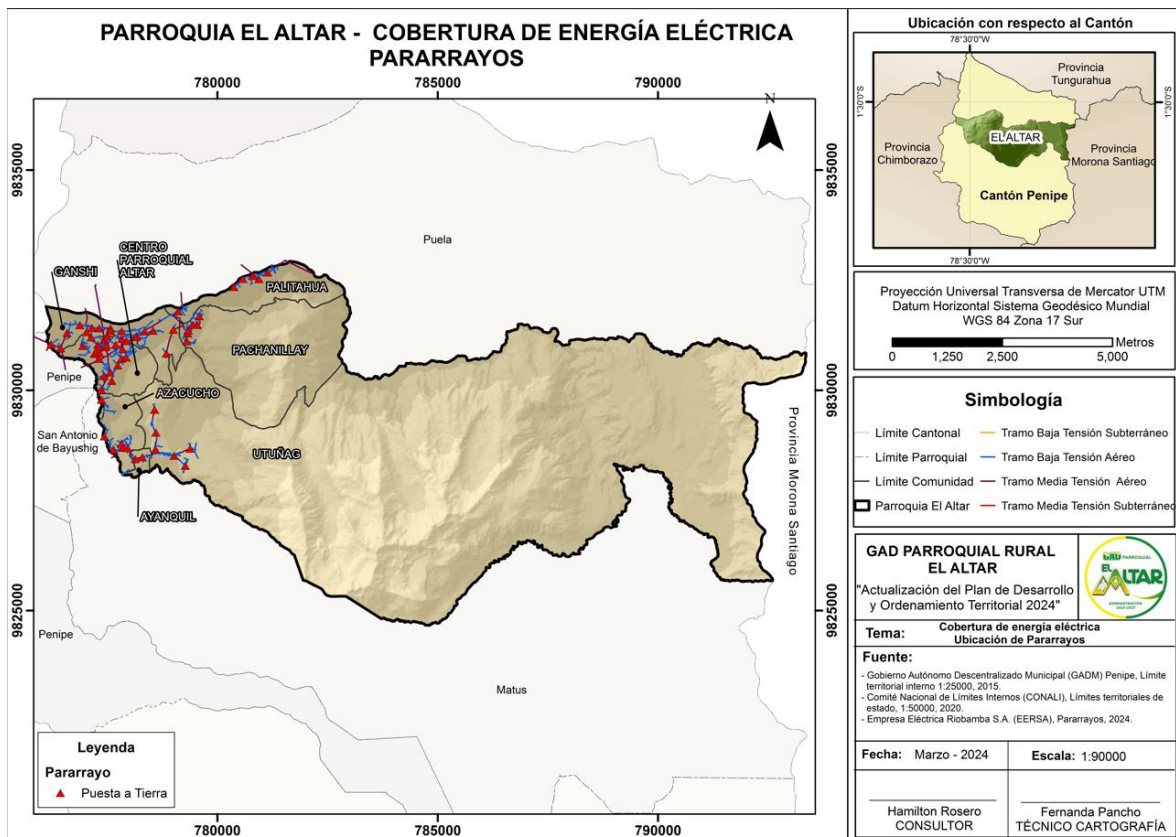 PARROQUIA EL ALTAR - COBERTURA DE ENERGÍA ELÉCTRICA
PARARRAYOS
780000
785000
790000
N
9835000
9830000
9825000
9835000
9830000
9825000
Puela
CENTRO
PARROQUIAL
ALTAR
GANSHI
PALITAHUA
PACHANILLAY
Penipe
AZACUCHO
San Antonio
de Bayushig
UTUÑAG
AYANQUIL
Provincia Morona Santiago
Penipe
Matus
Leyenda
Pararrayo
Puesta a Tierra
780000
785000
790000
Ubicación con respecto al Cantón
78°30'0"W
1°30'0"S
1°30'0"S
Provincia
Tungurahua
EL ALTAR
Provincia
Chimborazo
Provincia
Morona Santiago
Cantón Penipe
78°30'0"W
Proyección Universal Transversa de Mercator UTM
Datum Horizontal Sistema Geodésico Mundial
WGS 84 Zona 17 Sur
Metros
0 1,250 2,500 5,000
Simbología
Límite Cantonal
Límite Parroquial
Límite Comunidad
Parroquia El Altar
Tramo Baja Tensión Subterráneo
Tramo Baja Tensión Aéreo
Tramo Media Tensión Aéreo
Tramo Media Tensión Subterráneo
GAD PARROQUIAL RURAL
EL ALTAR
"Actualización del Plan de Desarrollo
y Ordenamiento Territorial 2024"
GAD PARROQUIAL
EL
ALTAR
ADMINISTRACIÓN
2023-2027
Tema: Cobertura de energía eléctrica
Ubicación de Pararrayos
Fuente:
- Gobierno Autónomo Descentralizado Municipal (GADM) Penipe, Límite
territorial interno 1:25000, 2015.
- Comité Nacional de Límites Internos (CONALI), Límites territoriales de
estado, 1:50000, 2020.
- Empresa Eléctrica Riobamba S.A. (EERSA), Pararrayos, 2024.
Fecha: Marzo - 2024
Escala: 1:90000
Hamilton Rosero
CONSULTOR
Fernanda Pancho
TÉCNICO CARTOGRAFÍA